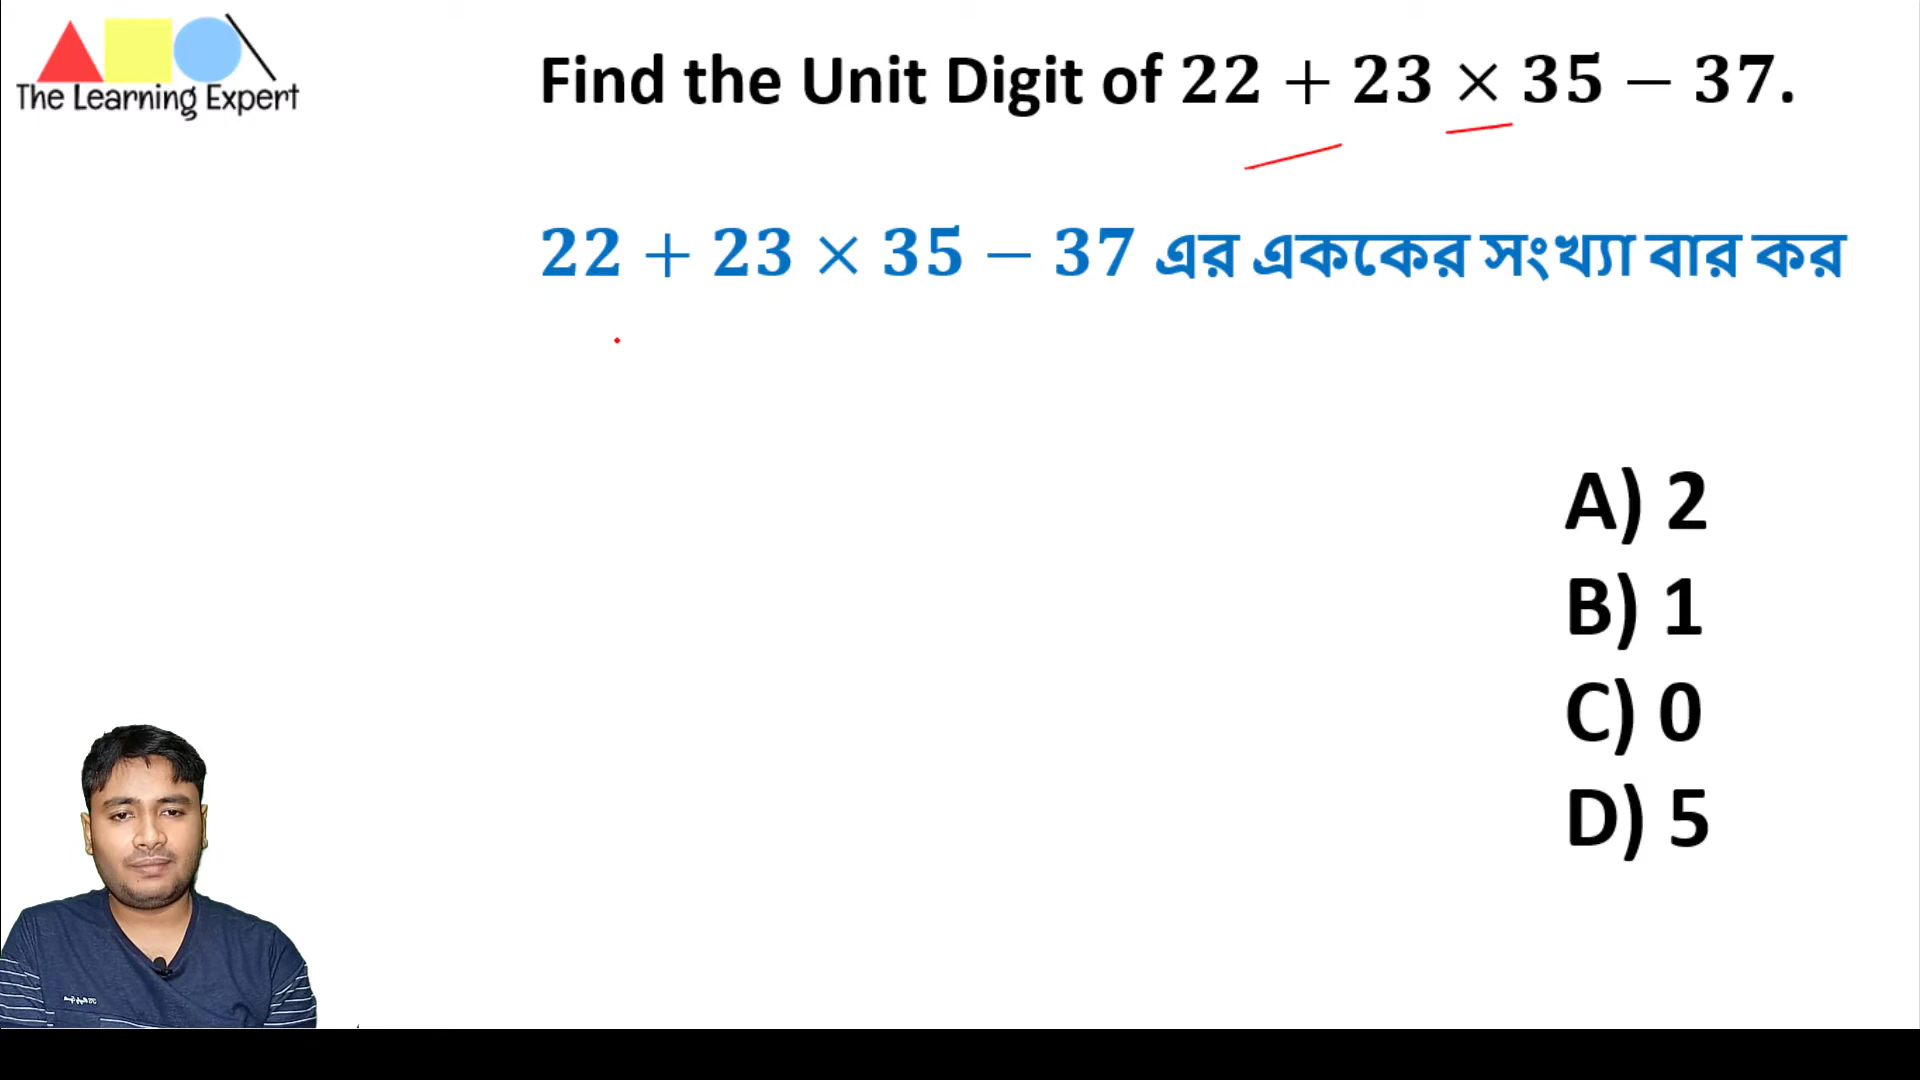 The Learning Expert
Find the Unit Digit of 22 + 23 × 35 − 37.
22 + 23 × 35 − 37 এর এককের সংখ্যা বার কর
A) 2
B) 1
C) 0
D) 5